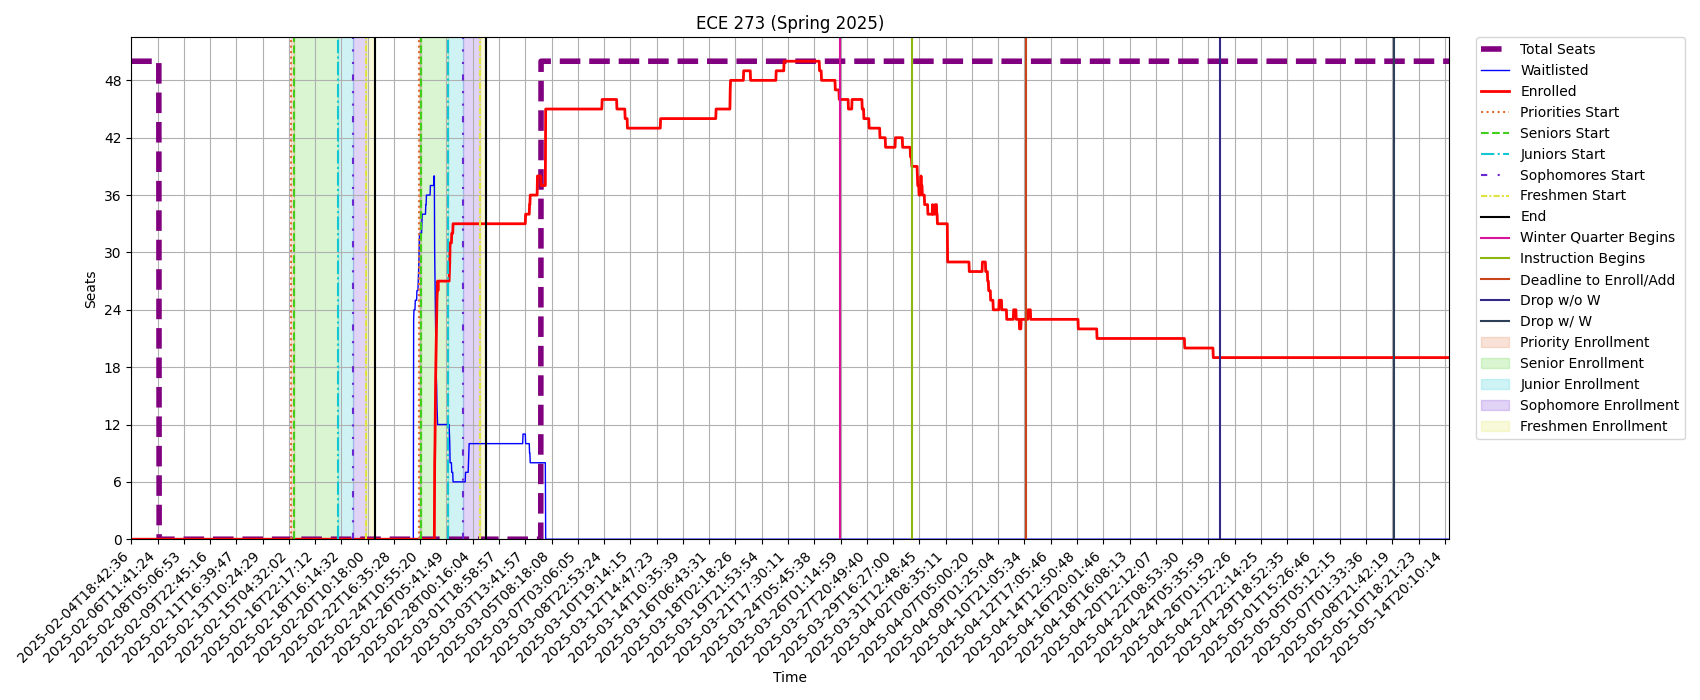 ECE 273 (Spring 2025)
Seats
48
42
36
30
24
18
12
6
0
2025-02-04T18:42:36
2025-02-06T11:41:24
2025-02-08T05:06:53
2025-02-09T22:45:16
2025-02-11T16:39:47
2025-02-13T10:24:29
2025-02-15T04:32:02
2025-02-16T22:17:12
2025-02-18T16:14:32
2025-02-20T10:18:00
2025-02-22T16:35:28
2025-02-24T10:55:20
2025-02-26T05:41:49
2025-02-28T00:16:04
2025-03-01T18:58:57
2025-03-03T13:41:57
2025-03-05T08:18:08
2025-03-07T03:06:05
2025-03-08T22:53:24
2025-03-10T19:14:15
2025-03-12T14:47:23
2025-03-14T10:35:39
2025-03-16T06:43:31
2025-03-18T02:18:26
2025-03-19T21:53:54
2025-03-21T17:30:11
2025-03-24T05:45:38
2025-03-26T01:14:59
2025-03-27T20:49:40
2025-03-29T16:27:00
2025-03-31T12:48:45
2025-04-02T08:35:11
2025-04-07T05:00:20
2025-04-09T01:25:04
2025-04-10T21:05:34
2025-04-12T17:05:46
2025-04-14T12:50:48
2025-04-16T20:01:46
2025-04-18T16:08:13
2025-04-20T12:12:07
2025-04-22T08:53:30
2025-04-24T05:35:59
2025-04-26T01:52:26
2025-04-27T22:14:25
2025-04-29T18:52:35
2025-05-01T15:26:46
2025-05-05T05:12:15
2025-05-07T01:33:36
2025-05-08T21:42:19
2025-05-10T18:21:23
2025-05-14T20:10:14
Time
Total Seats
Waitlisted
Enrolled
Priorities Start
Seniors Start
Juniors Start
Sophomores Start
Freshmen Start
End
Winter Quarter Begins
Instruction Begins
Deadline to Enroll/Add
Drop w/o W
Drop w/ W
Priority Enrollment
Senior Enrollment
Junior Enrollment
Sophomore Enrollment
Freshmen Enrollment